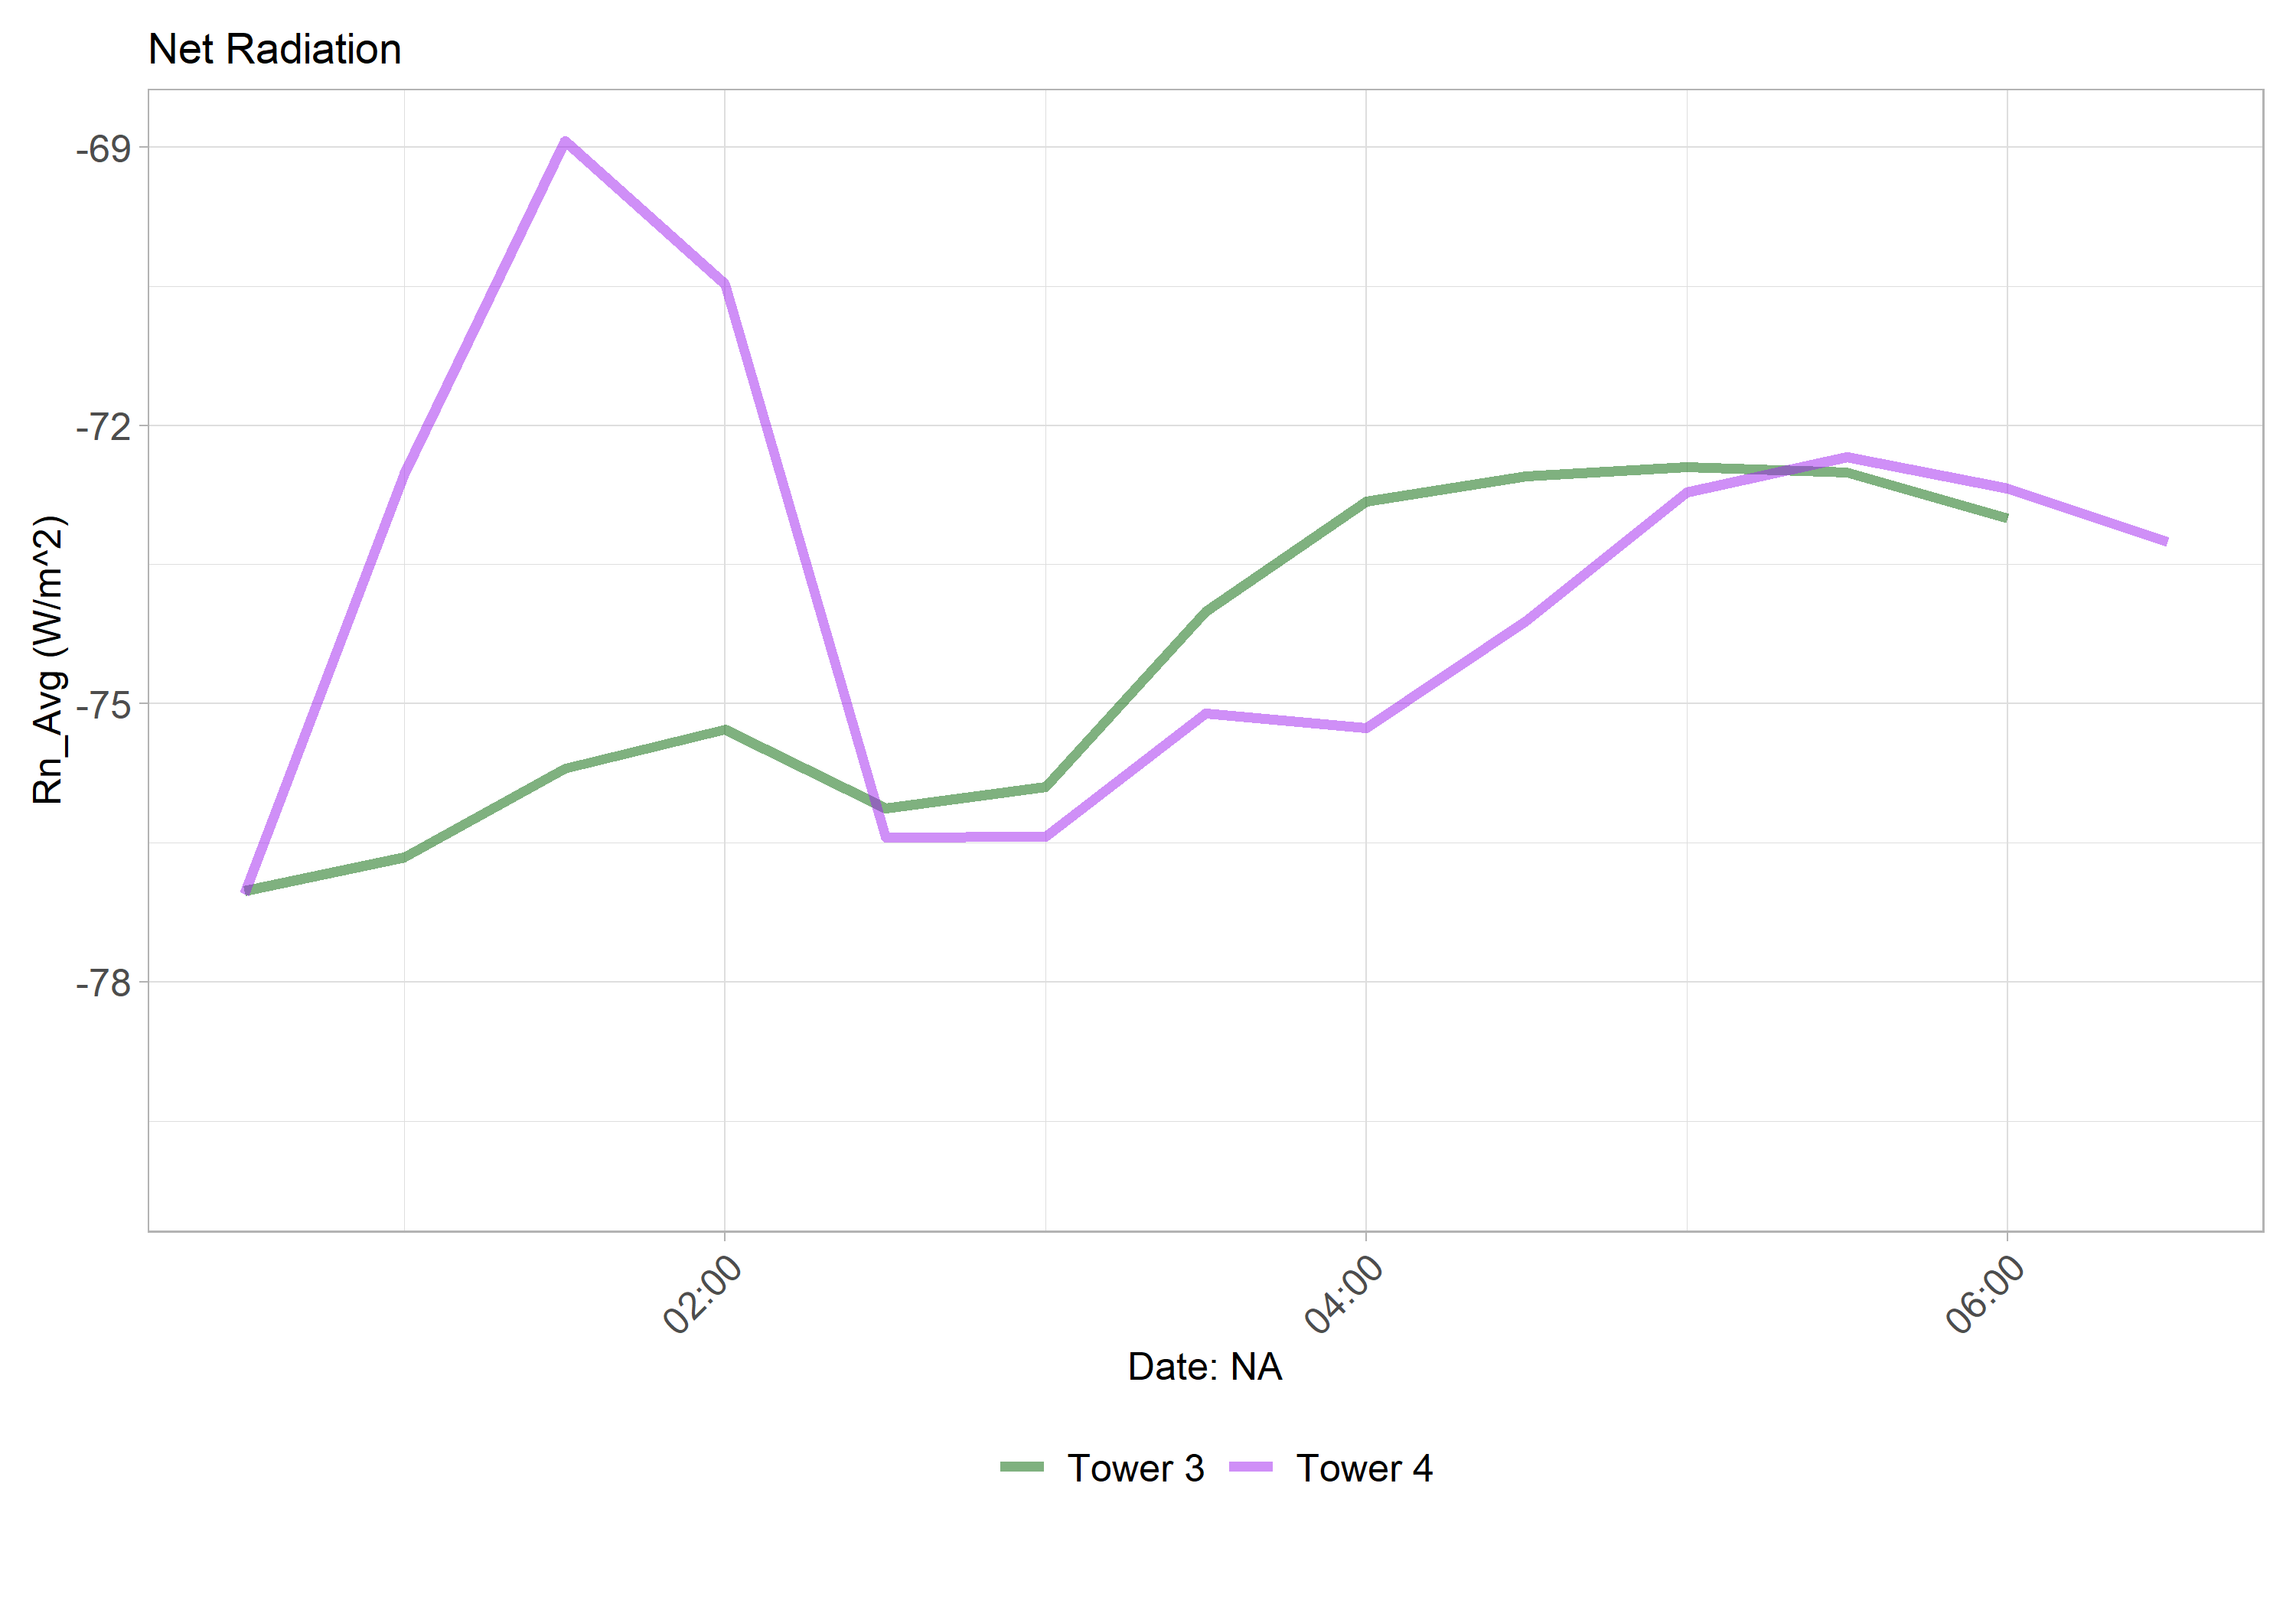 Net Radiation
Rn_Avg (W/m^2)
-69
-72
-75
-78
02:00
04:00
06:00
Date: NA
Tower 3
Tower 4